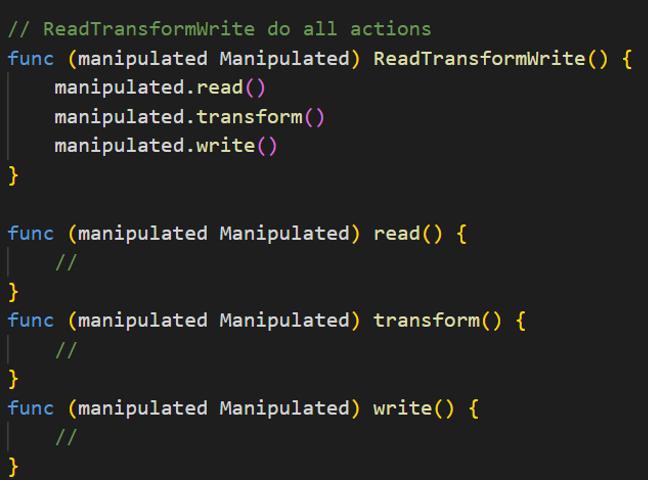 // ReadTransformWrite do all actions
func (manipulated Manipulated) ReadTransformWrite() {
    manipulated.read()
    manipulated.transform()
    manipulated.write()
}

func (manipulated Manipulated) read() {
    //
}
func (manipulated Manipulated) transform() {
    //
}
func (manipulated Manipulated) write() {
    //
}